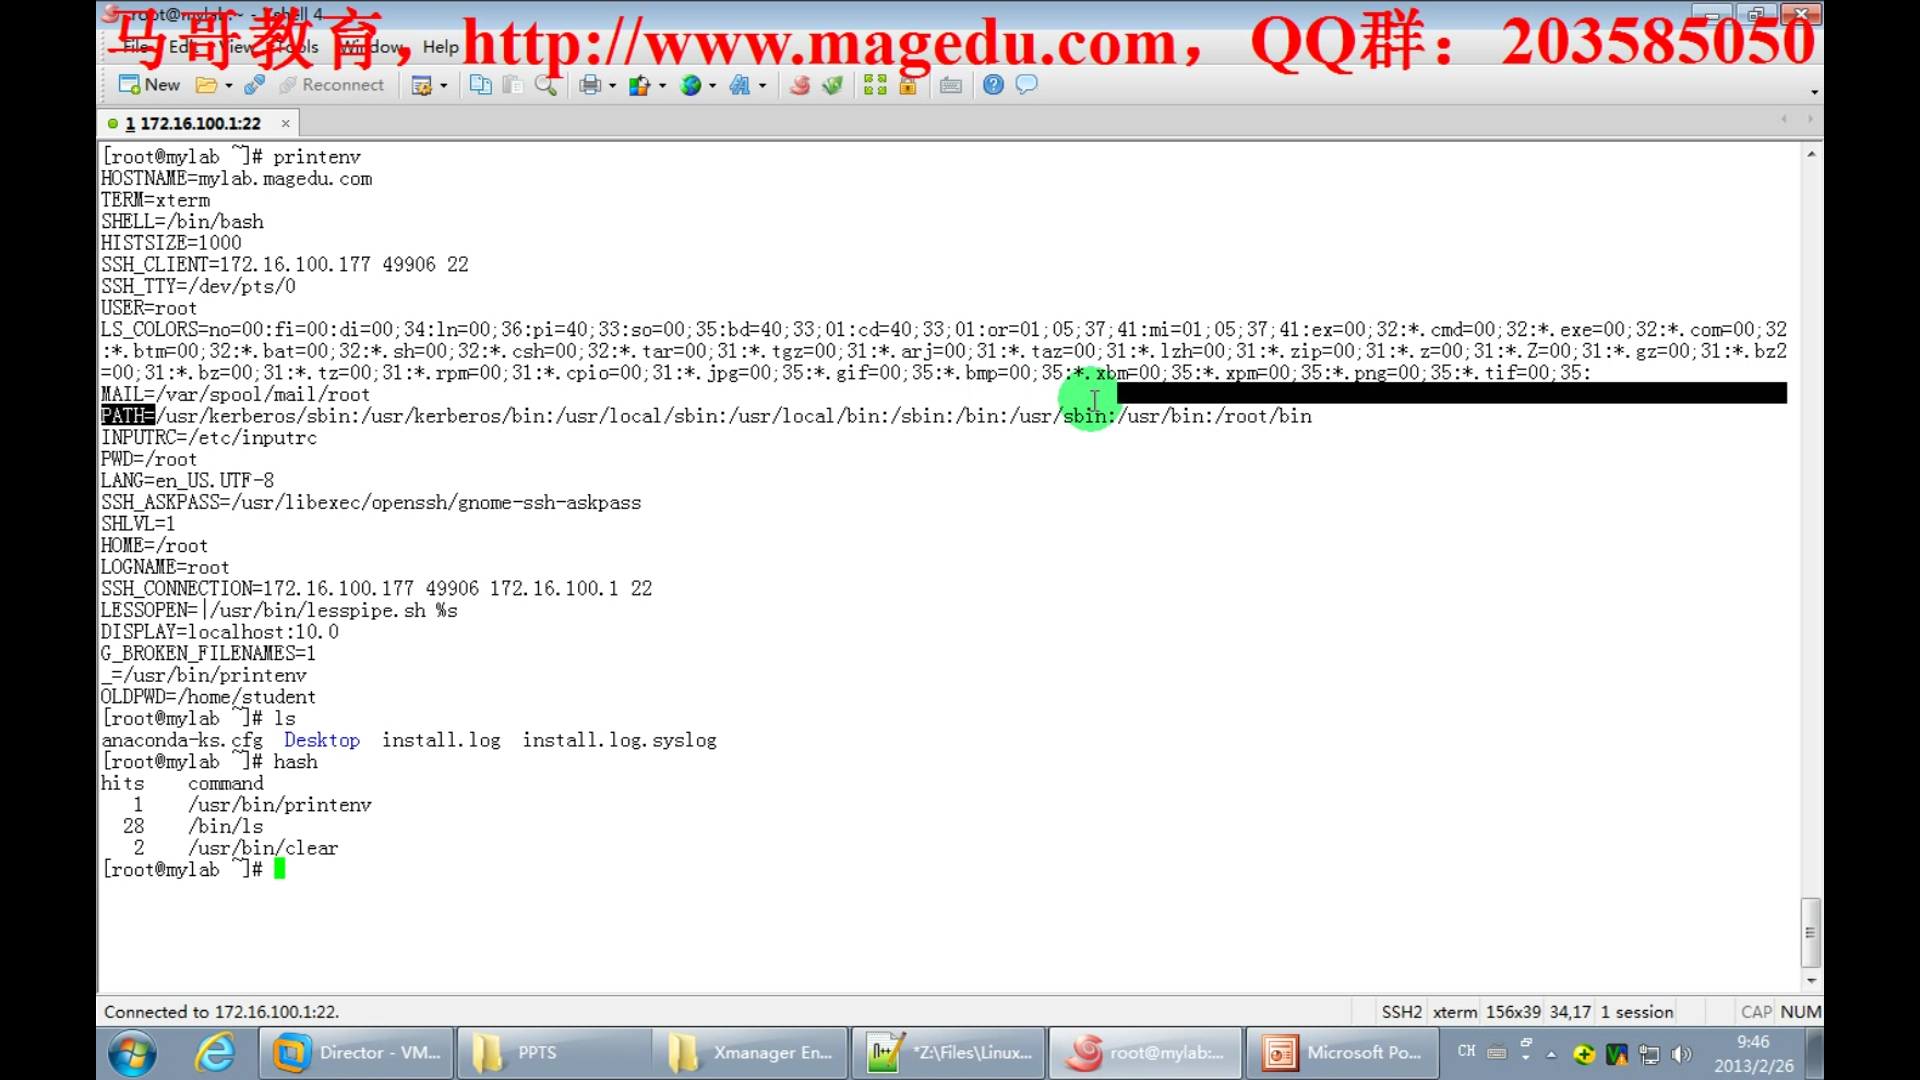 root@mylab:~ - Xshell 4
马哥教育，http://www.magedu.com，QQ群：203585050
File Edit View Tools Window Help
New Reconnect
1 172.16.100.1:22
[root@mylab ~]# printenv
HOSTNAME=mylab.magedu.com
TERM=xterm
SHELL=/bin/bash
HISTSIZE=1000
SSH_CLIENT=172.16.100.177 49906 22
SSH_TTY=/dev/pts/0
USER=root
LS_COLORS=no=00:fi=00:di=00;34:ln=00;36:pi=40;33:so=00;35:bd=40;33;01:cd=40;33;01:or=01;05;37;41:mi=01;05;37;41:ex=00;32:*.cmd=00;32:*.exe=00;32:*.com=00;32
:*.btm=00;32:*.bat=00;32:*.sh=00;32:*.csh=00;32:*.tar=00;31:*.tgz=00;31:*.arj=00;31:*.taz=00;31:*.lzh=00;31:*.zip=00;31:*.z=00;31:*.Z=00;31:*.gz=00;31:*.bz2
=00;31:*.bz=00;31:*.tz=00;31:*.rpm=00;31:*.cpio=00;31:*.jpg=00;35:*.gif=00;35:*.bmp=00;35:*.xbm=00;35:*.xpm=00;35:*.png=00;35:*.tif=00;35:
MAIL=/var/spool/mail/root
PATH=/usr/kerberos/sbin:/usr/kerberos/bin:/usr/local/sbin:/usr/local/bin:/sbin:/bin:/usr/sbin:/usr/bin:/root/bin
INPUTRC=/etc/inputrc
PWD=/root
LANG=en_US.UTF-8
SSH_ASKPASS=/usr/libexec/openssh/gnome-ssh-askpass
SHLVL=1
HOME=/root
LOGNAME=root
SSH_CONNECTION=172.16.100.177 49906 172.16.100.1 22
LESSOPEN=|/usr/bin/lesspipe.sh %s
DISPLAY=localhost:10.0
G_BROKEN_FILENAMES=1
_=/usr/bin/printenv
OLDPWD=/home/student
[root@mylab ~]# ls
anaconda-ks.cfg  Desktop  install.log  install.log.syslog
[root@mylab ~]# hash
hits    command
   1    /usr/bin/printenv
  28    /bin/ls
   2    /usr/bin/clear
[root@mylab ~]#
Connected to 172.16.100.1:22. SSH2 xterm 156x39 34,17 1 session CAP NUM
Director - VM... PPTS Xmanager En... *Z:\Files\Linux... root@mylab:... Microsoft Po... CH 9:46
2013/2/26